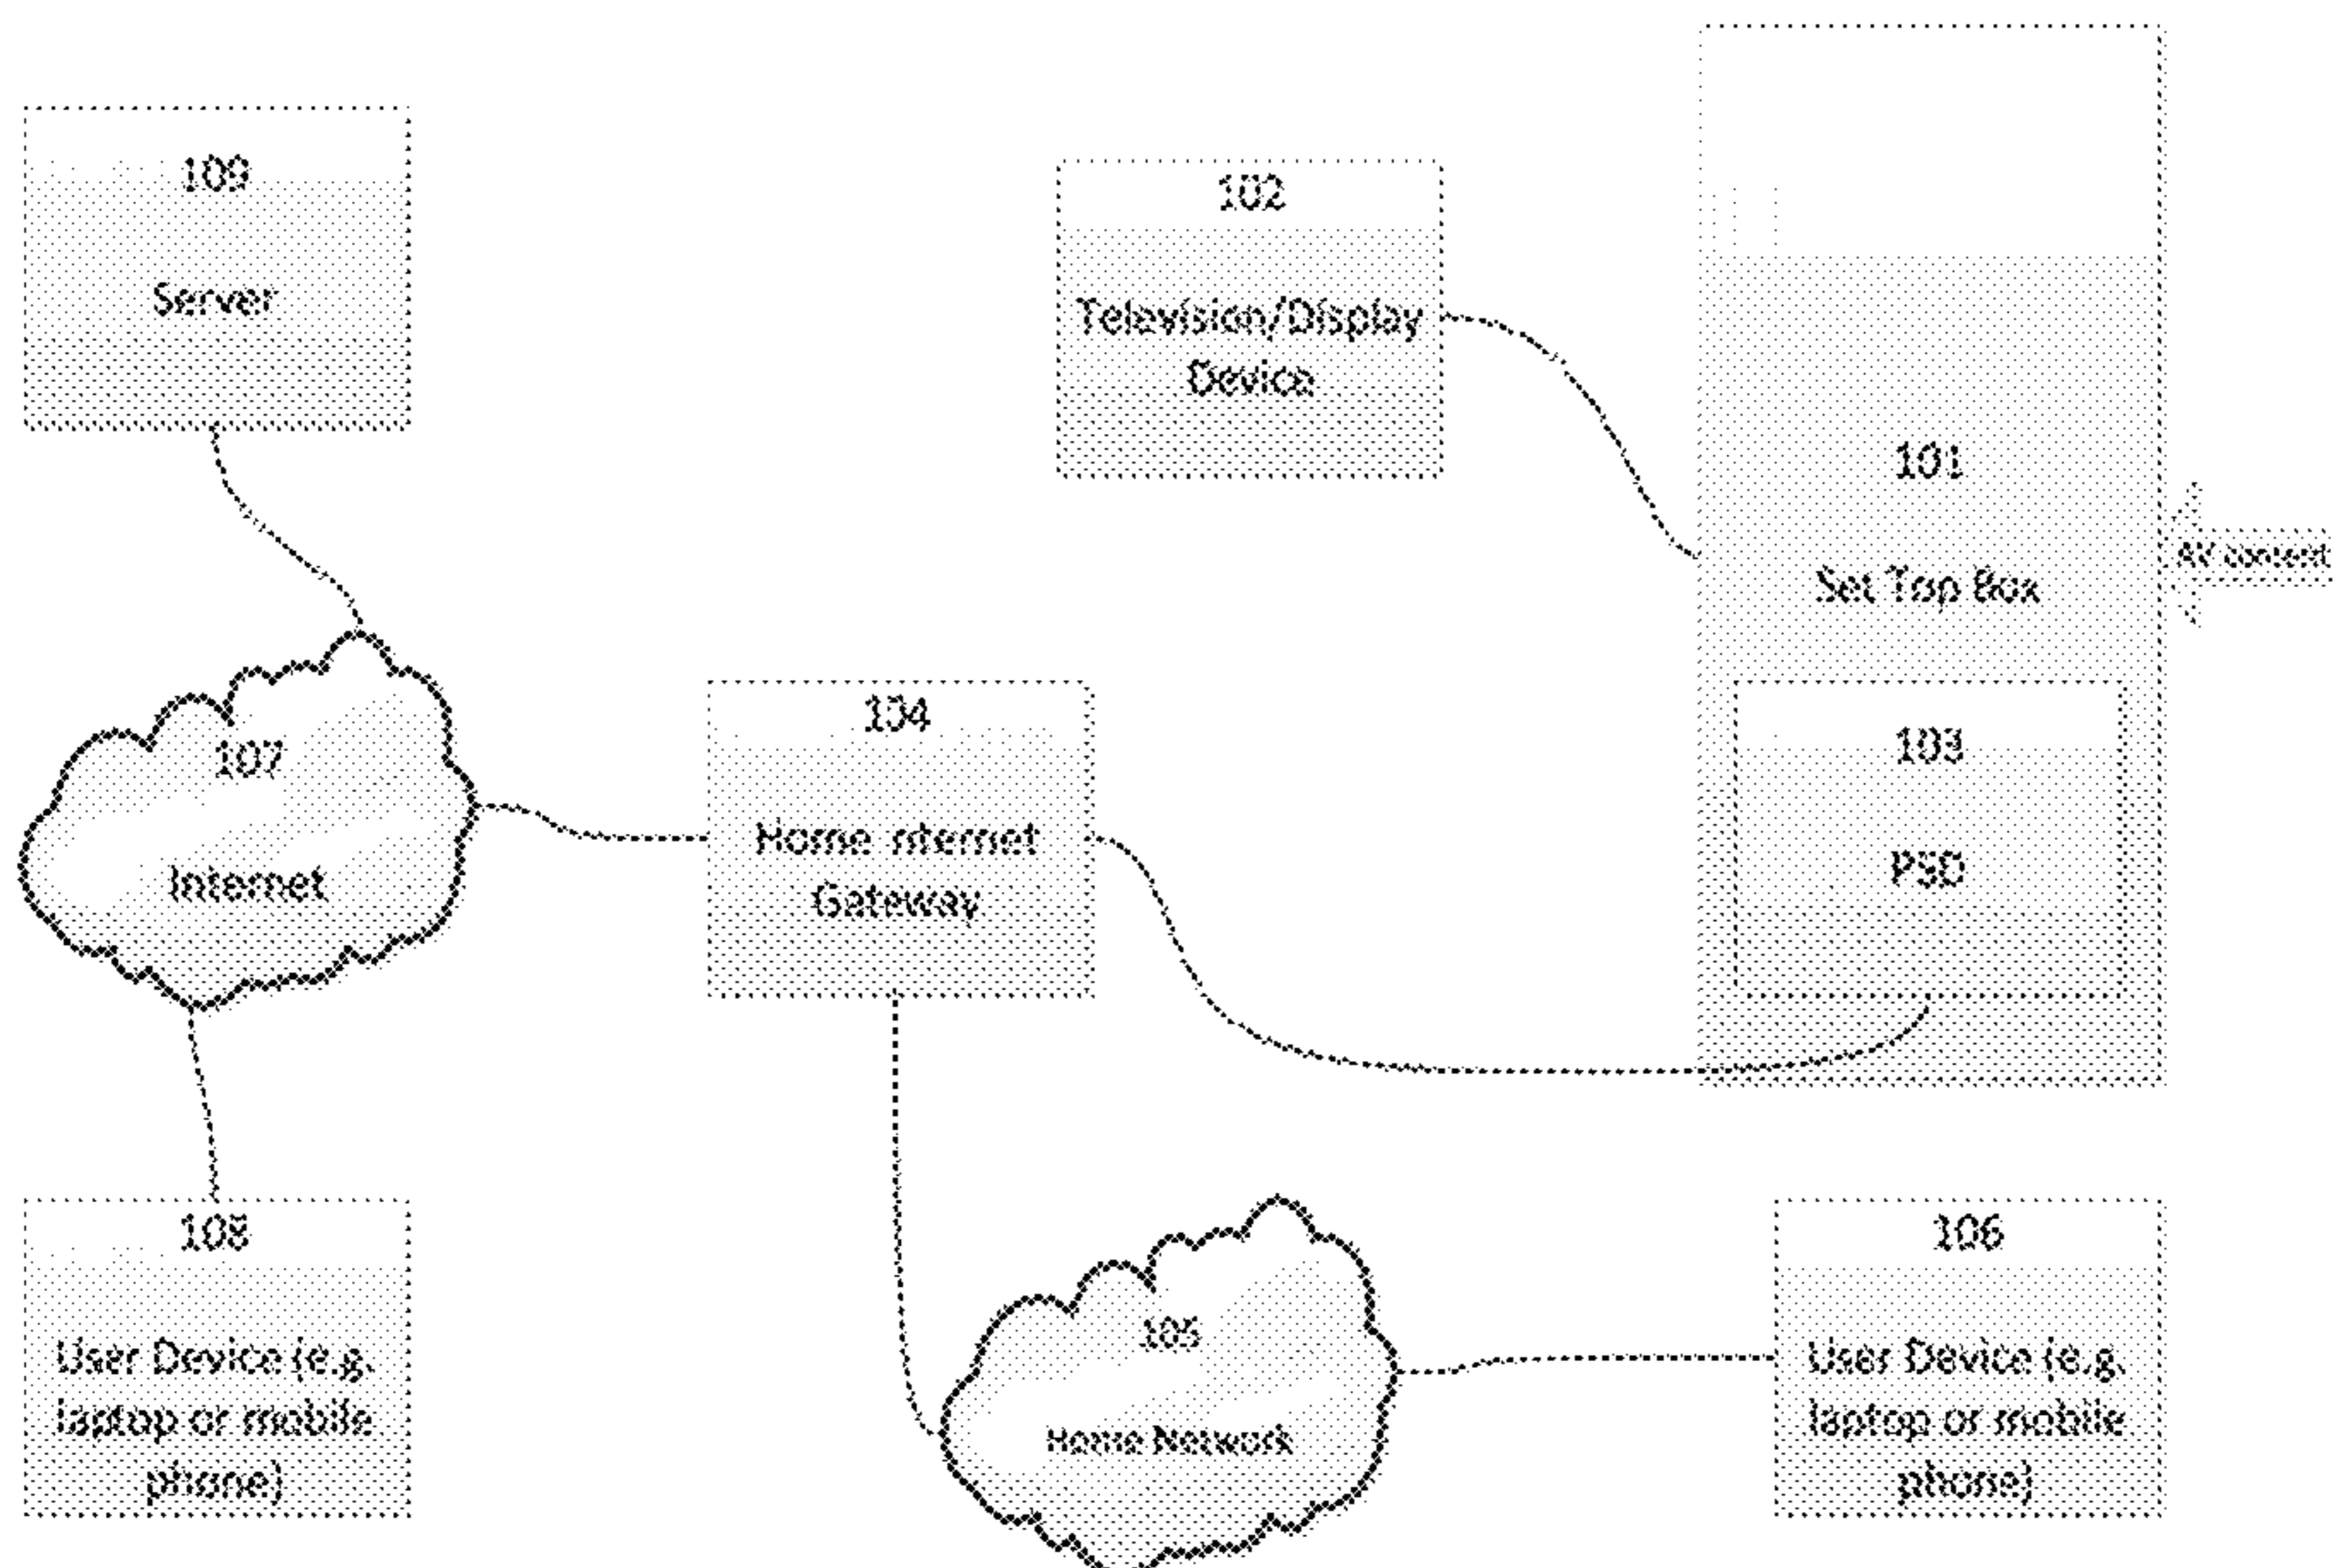 109
Server
102
Television/Display
Device
101
Set Top Box
AV content
107
Internet
104
Home Internet
Gateway
103
PSD
108
User Device (e.g.
laptop or mobile
phone)
105
Home Network
106
User Device (e.g.
laptop or mobile
phone)